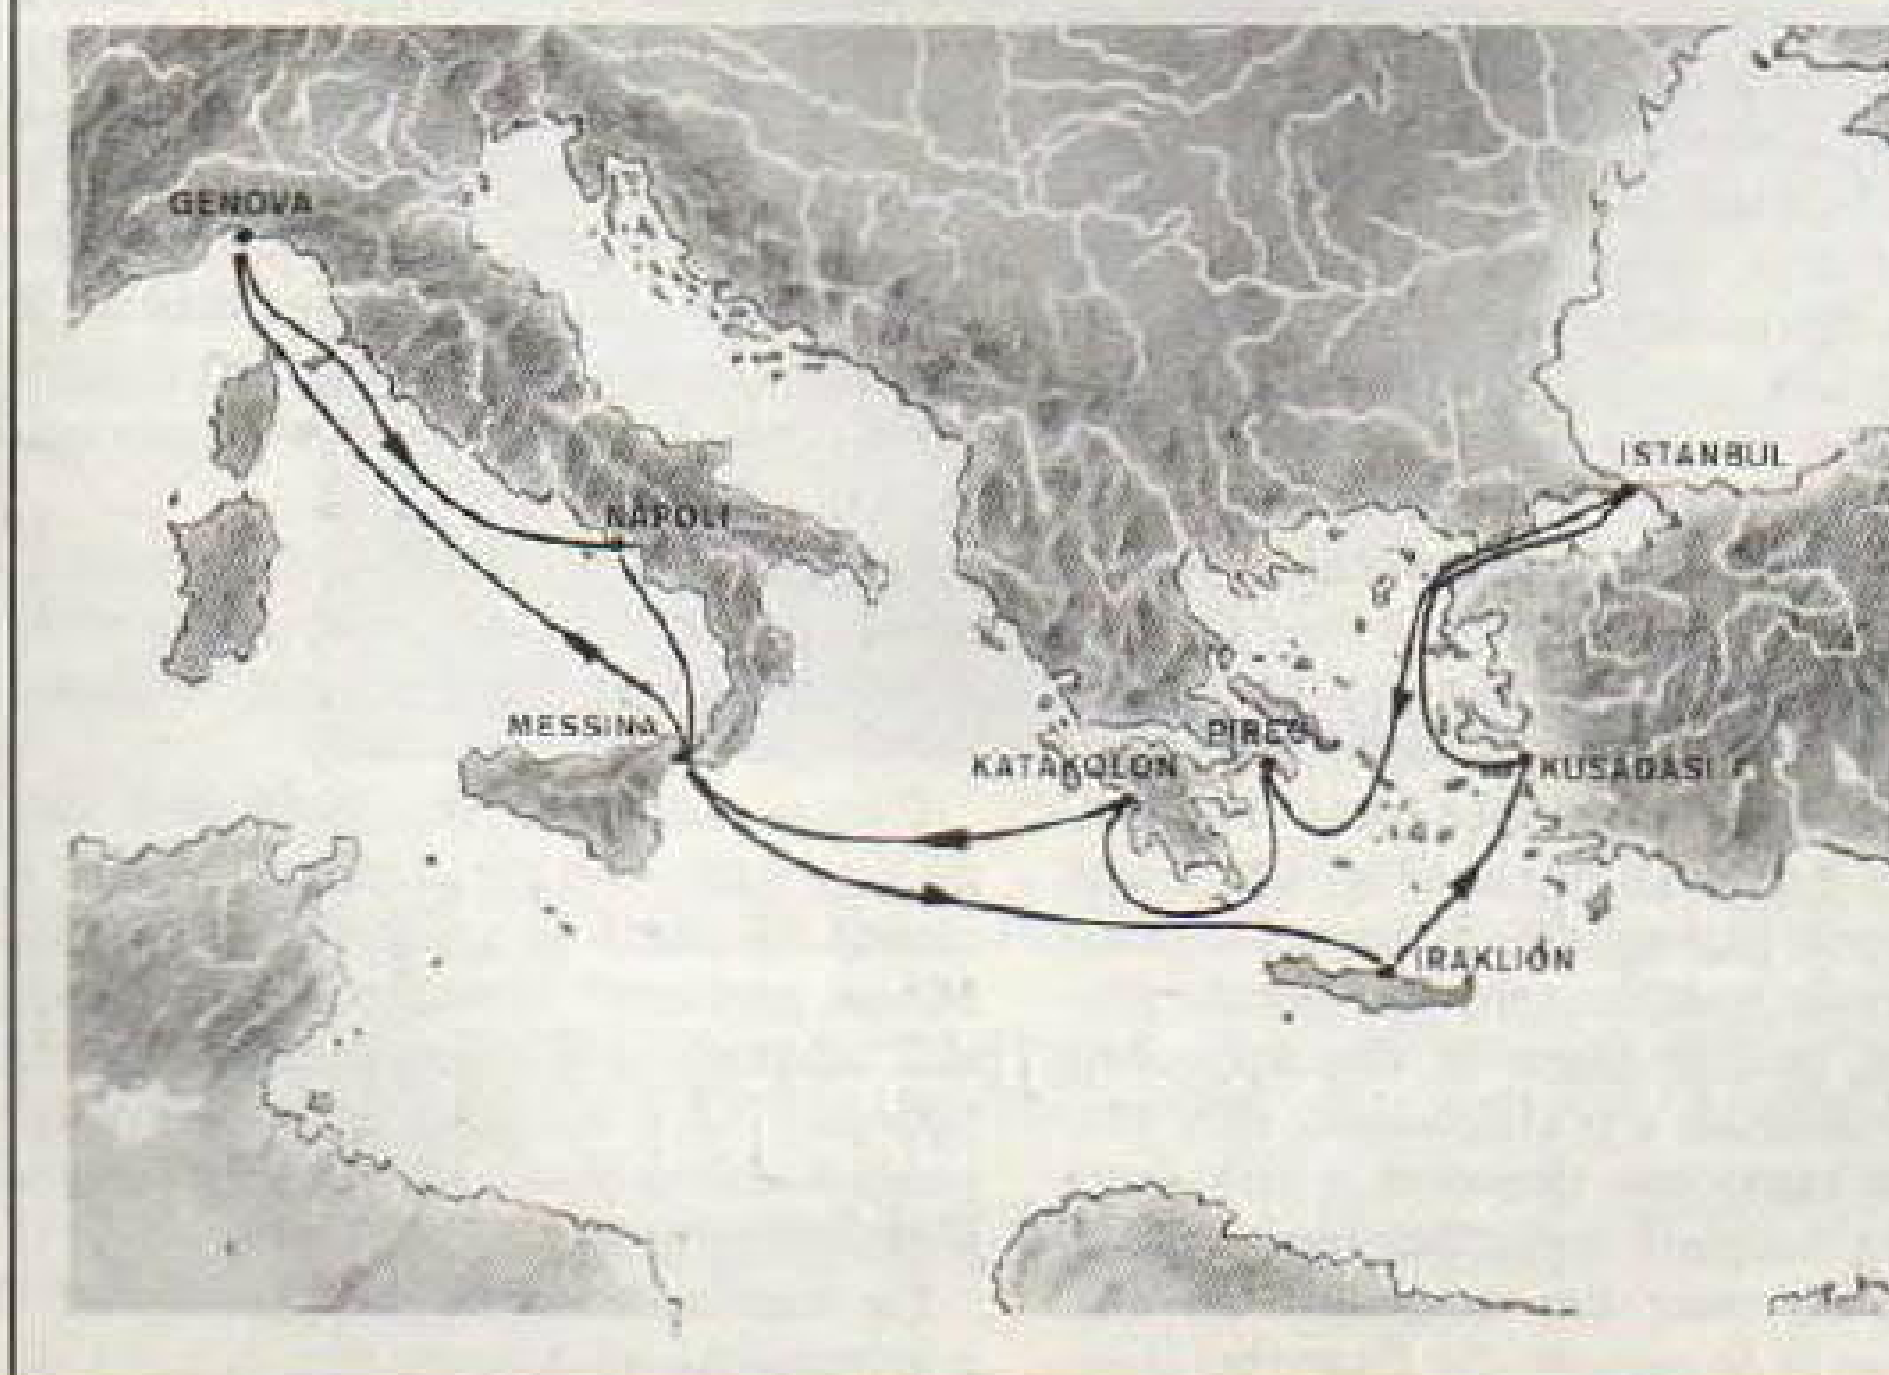 GENOVA
ISTANBUL
NAPOLI
MESSINA
PIREO
KATAKOLON
KUSADASI
IRAKLION